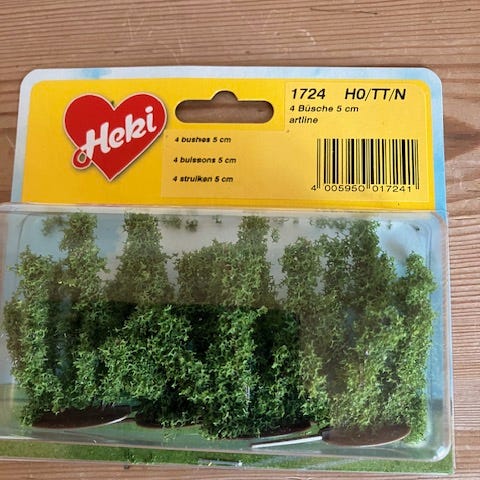 Heki
1724 H0/TT/N
4 Büsche 5 cm
artline
4 bushes 5 cm
4 buissons 5 cm
4 struiken 5 cm
4 005950 017241